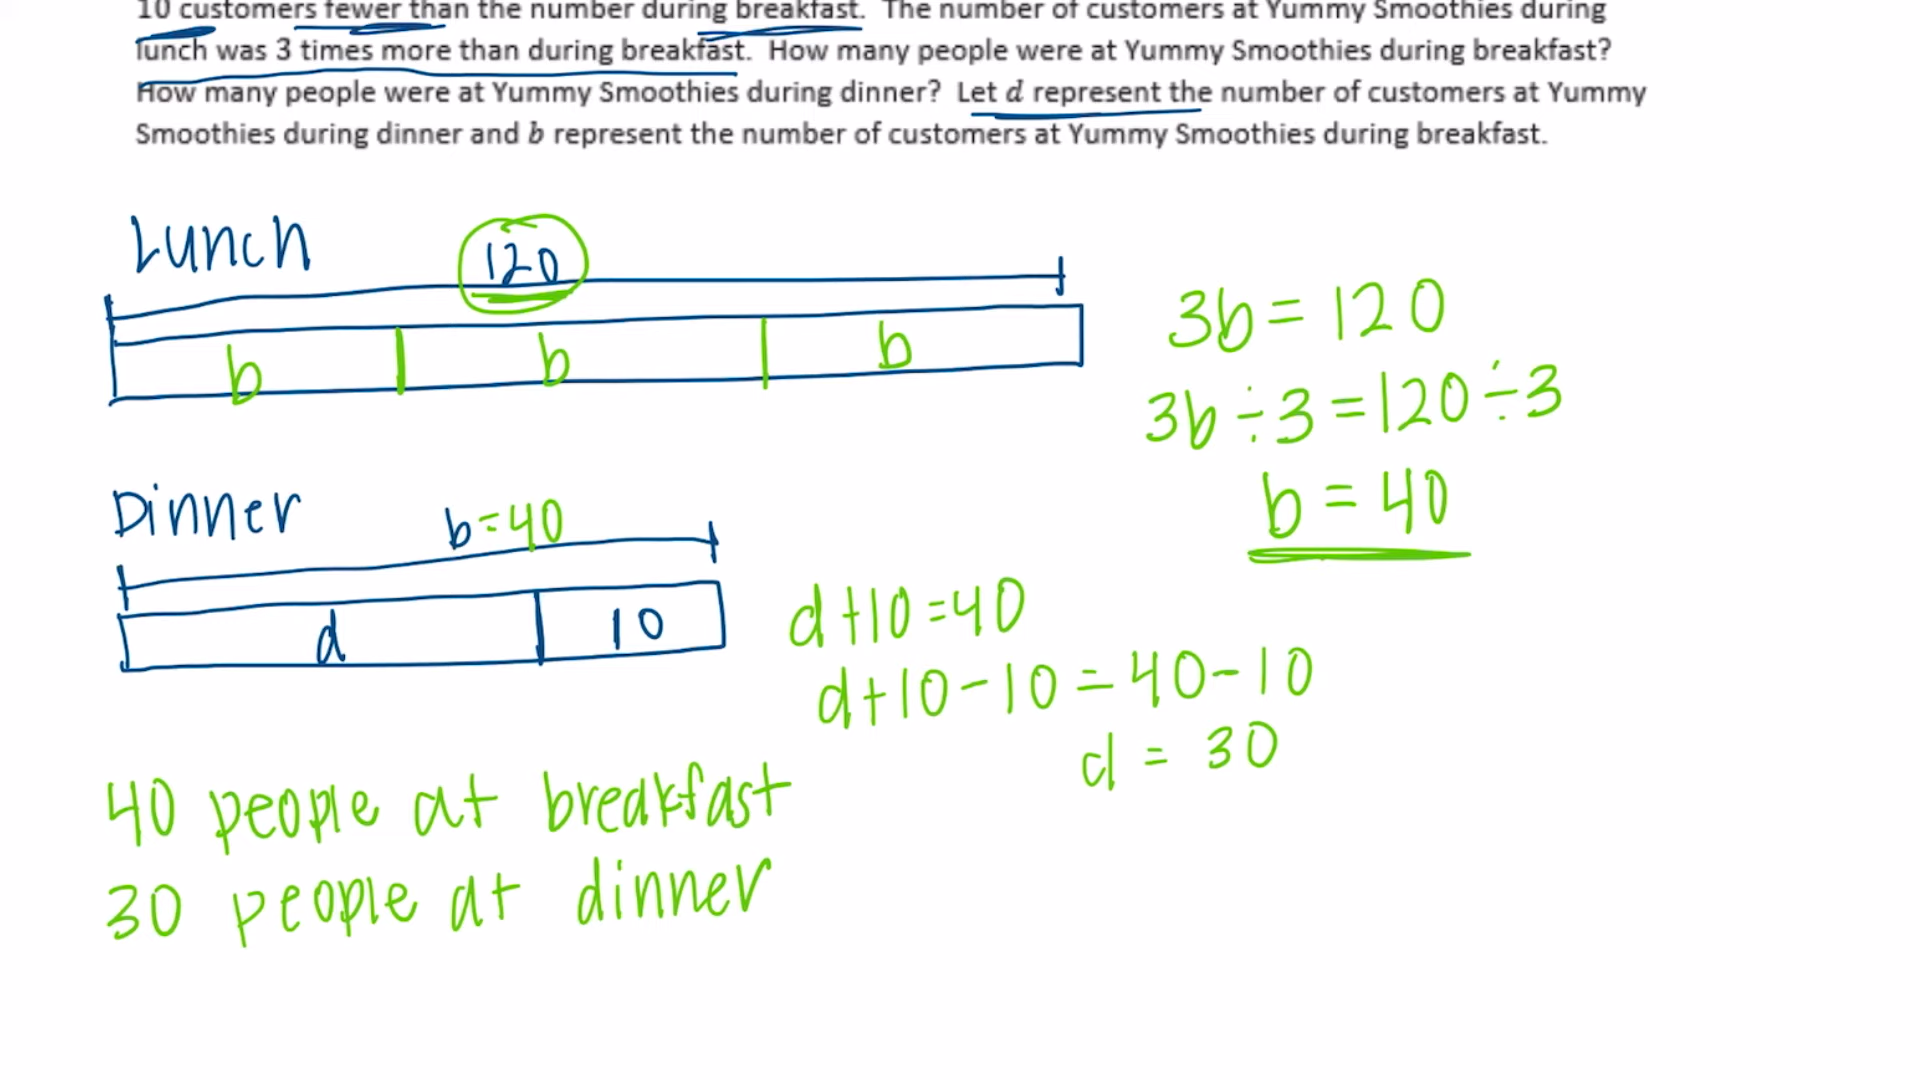 10 customers fewer than the number during breakfast. The number of customers at Yummy Smoothies during
lunch was 3 times more than during breakfast. How many people were at Yummy Smoothies during breakfast?
How many people were at Yummy Smoothies during dinner? Let d represent the number of customers at Yummy
Smoothies during dinner and b represent the number of customers at Yummy Smoothies during breakfast.
Lunch
120
b b b
3b = 120
3b ÷ 3 = 120 ÷ 3
b = 40
Dinner
b = 40
d 10
d + 10 = 40
d + 10 - 10 = 40 - 10
d = 30
40 people at breakfast
30 people at dinner